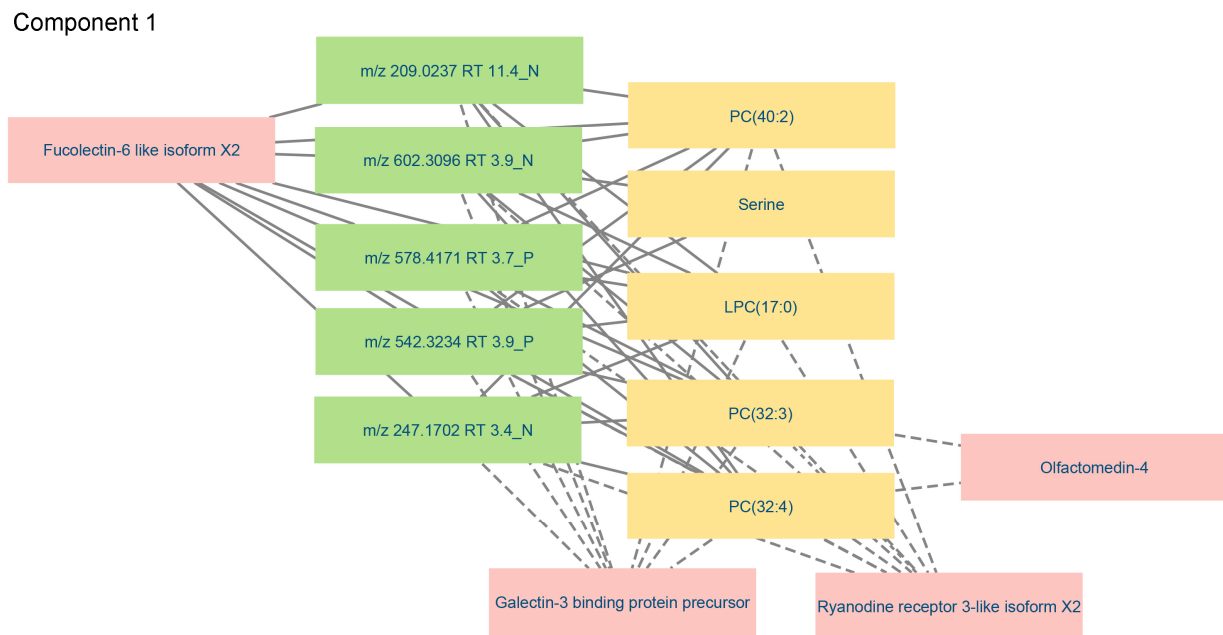 Component 1
m/z 209.0237 RT 11.4_N
PC(40:2)
Fucolectin-6 like isoform X2
m/z 602.3096 RT 3.9_N
Serine
m/z 578.4171 RT 3.7_P
LPC(17:0)
m/z 542.3234 RT 3.9_P
PC(32:3)
m/z 247.1702 RT 3.4_N
Olfactomedin-4
PC(32:4)
Galectin-3 binding protein precursor
Ryanodine receptor 3-like isoform X2